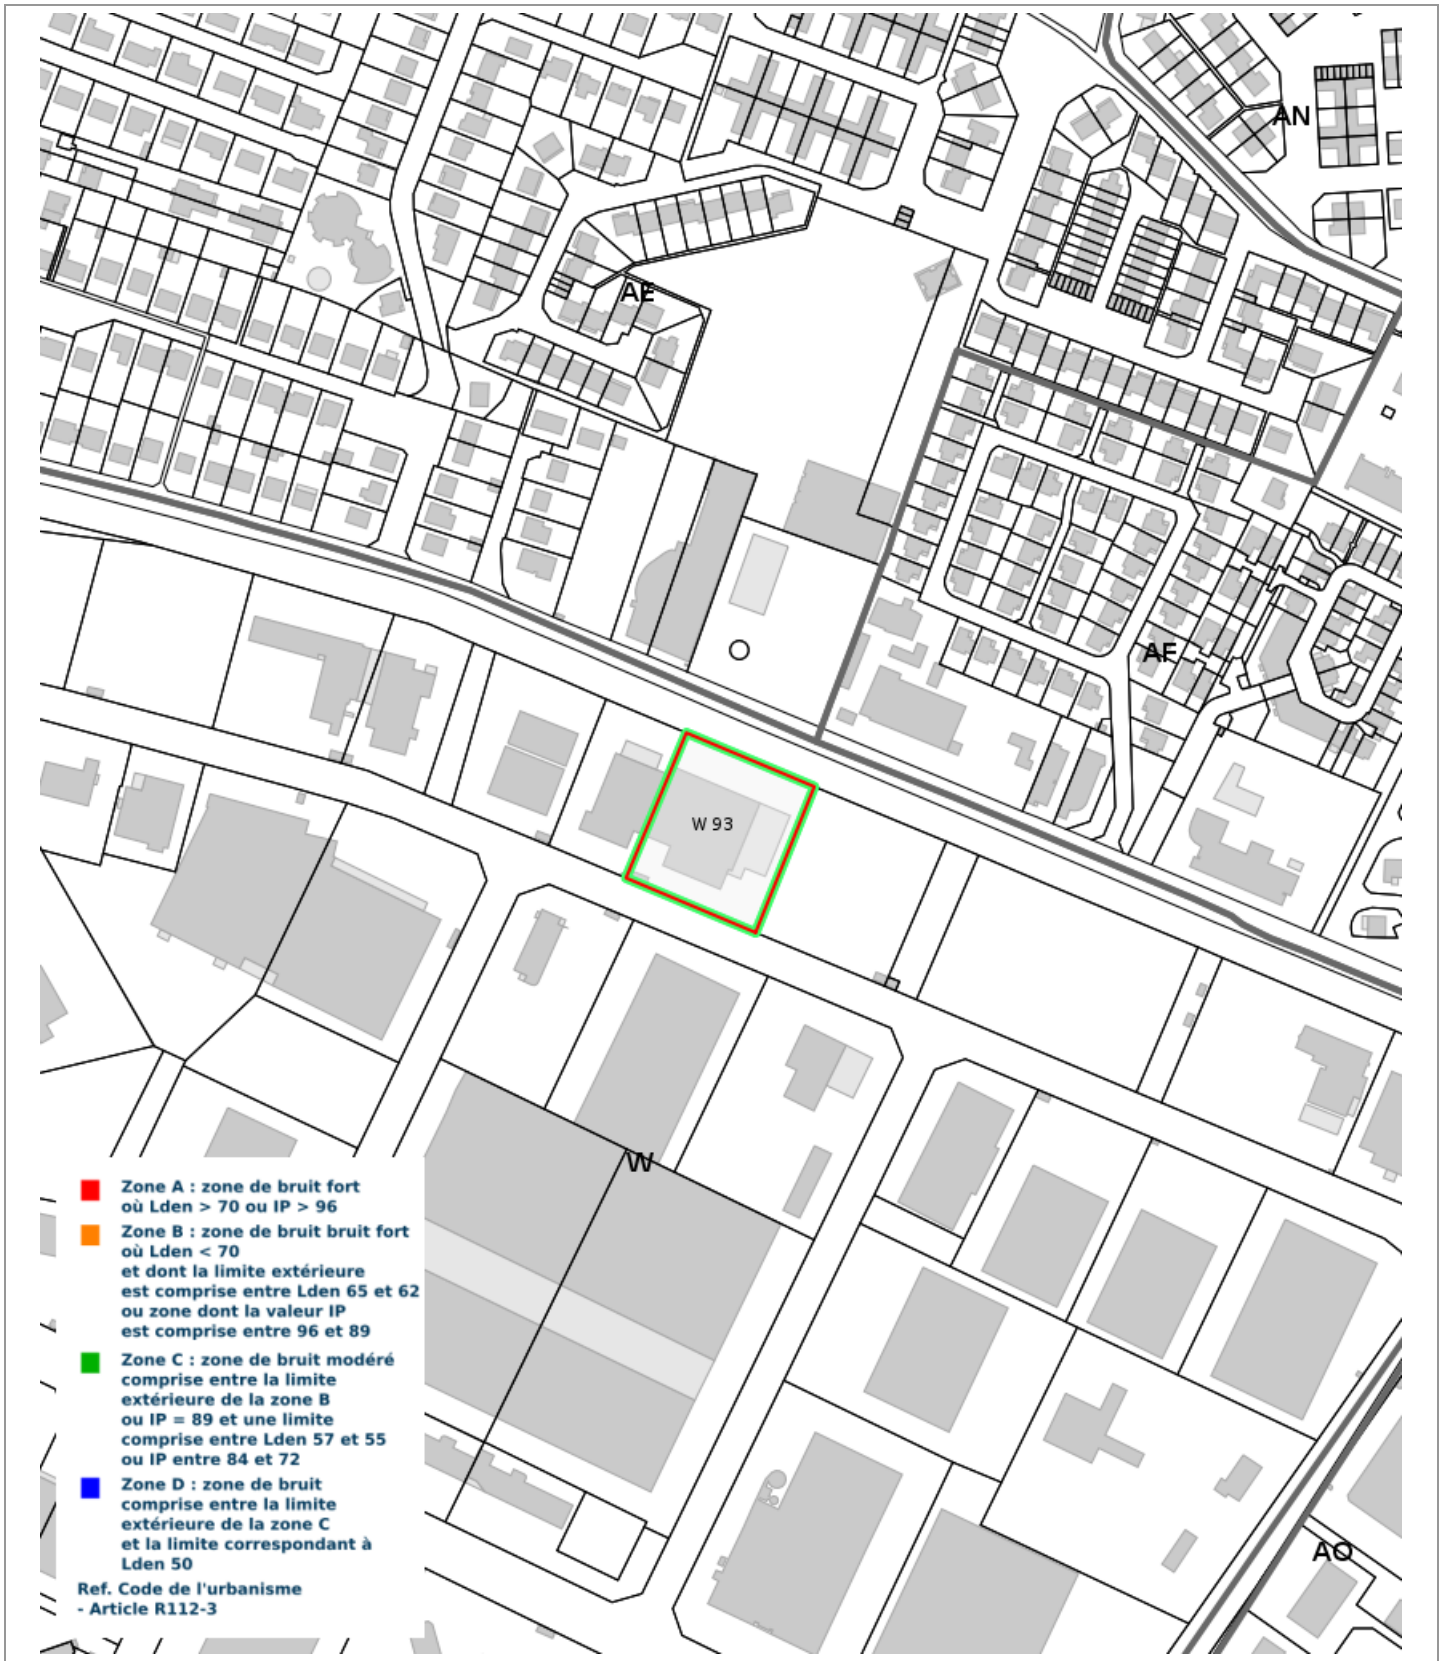 AN
AE
AF
W 93
W
AO
Zone A : zone de bruit fort
où Lden > 70 ou IP > 96
Zone B : zone de bruit bruit fort
où Lden < 70
et dont la limite extérieure
est comprise entre Lden 65 et 62
ou zone dont la valeur IP
est comprise entre 96 et 89
Zone C : zone de bruit modéré
comprise entre la limite
extérieure de la zone B
ou IP = 89 et une limite
comprise entre Lden 57 et 55
ou IP entre 84 et 72
Zone D : zone de bruit
comprise entre la limite
extérieure de la zone C
et la limite correspondant à
Lden 50
Ref. Code de l'urbanisme
- Article R112-3